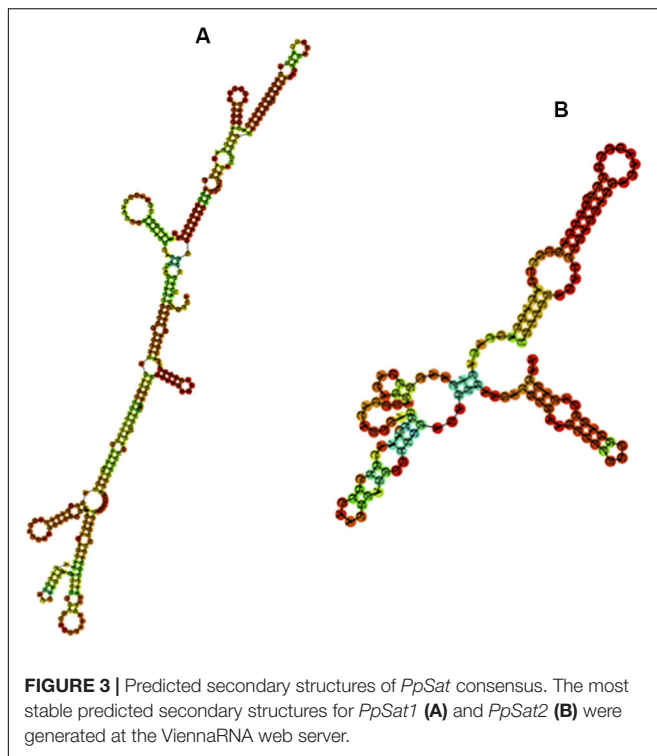 A
B
FIGURE 3 | Predicted secondary structures of PpSat consensus. The most
stable predicted secondary structures for PpSat1 (A) and PpSat2 (B) were
generated at the ViennaRNA web server.